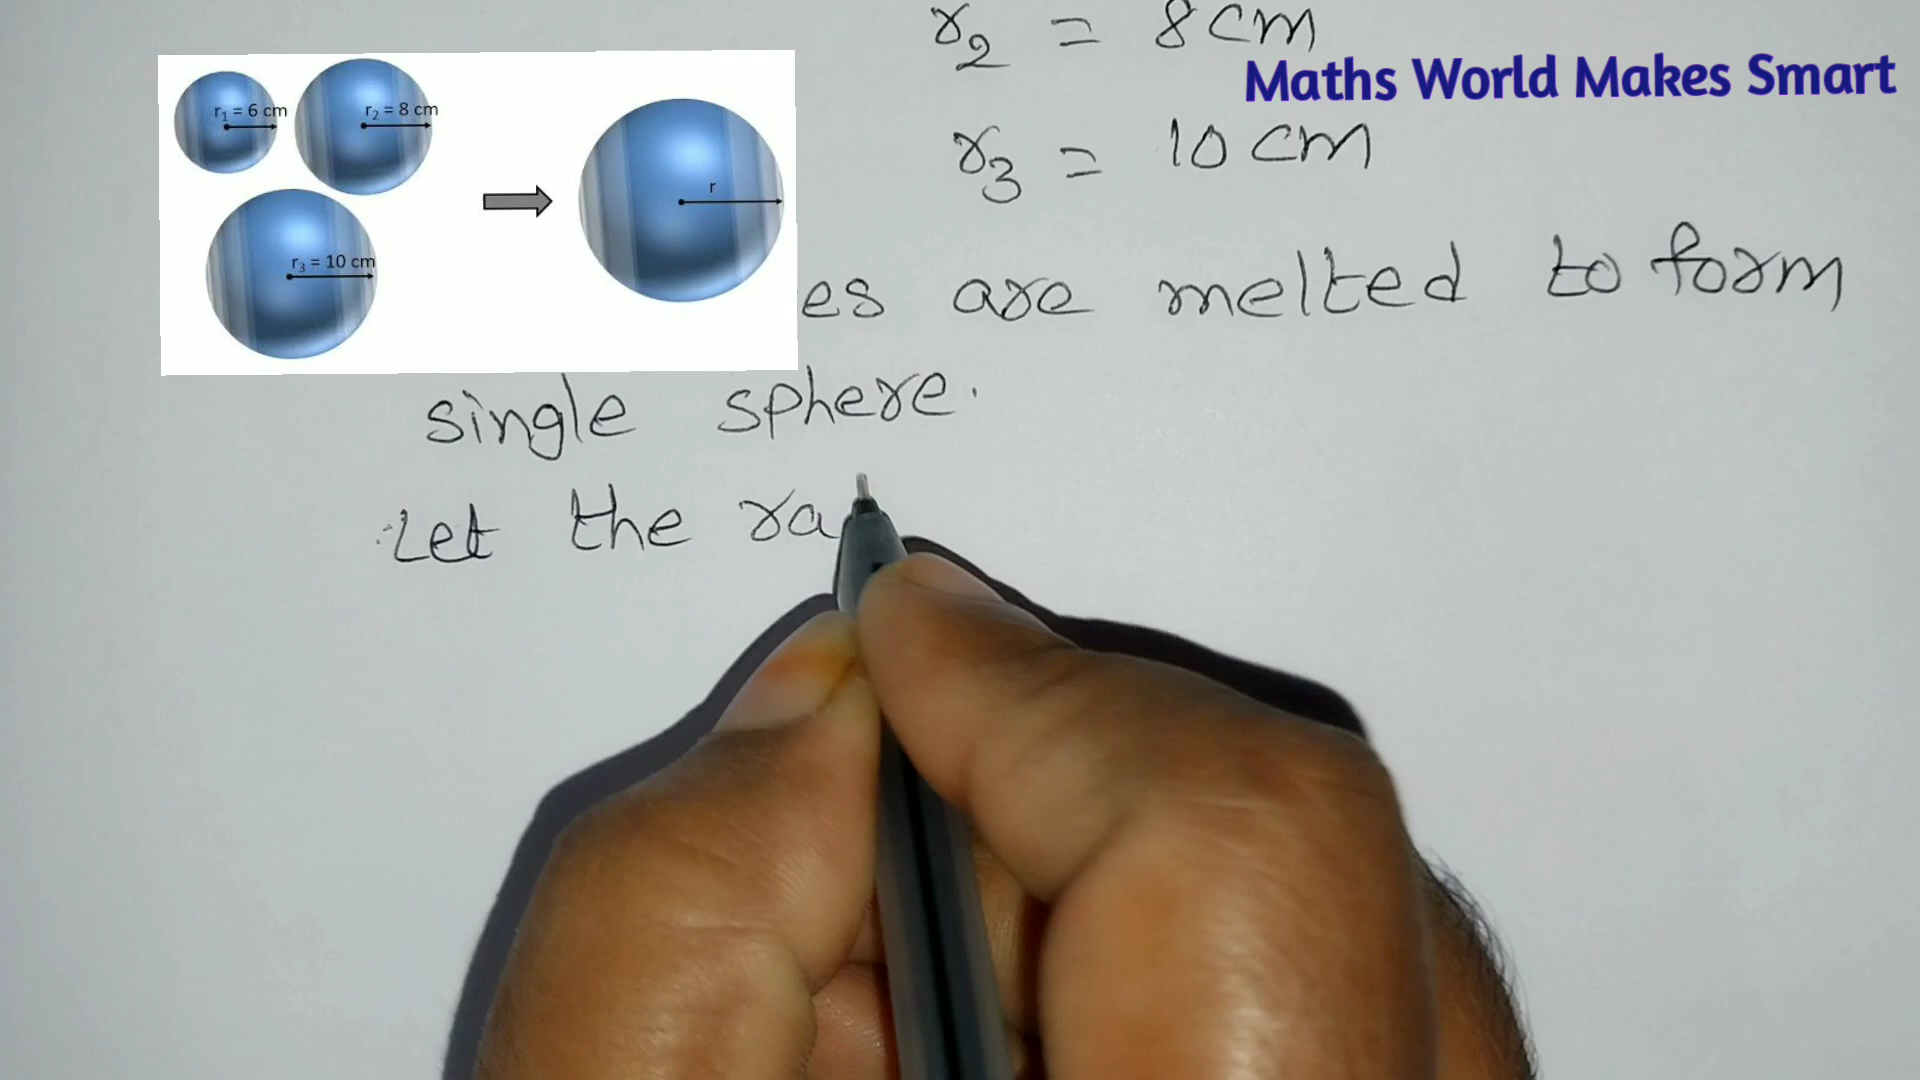 r2 = 8 cm
Maths World Makes Smart
r1 = 6 cm
r2 = 8 cm
r3 = 10 cm
r
r3 = 10 cm
es are melted to form
single sphere.
Let the ra